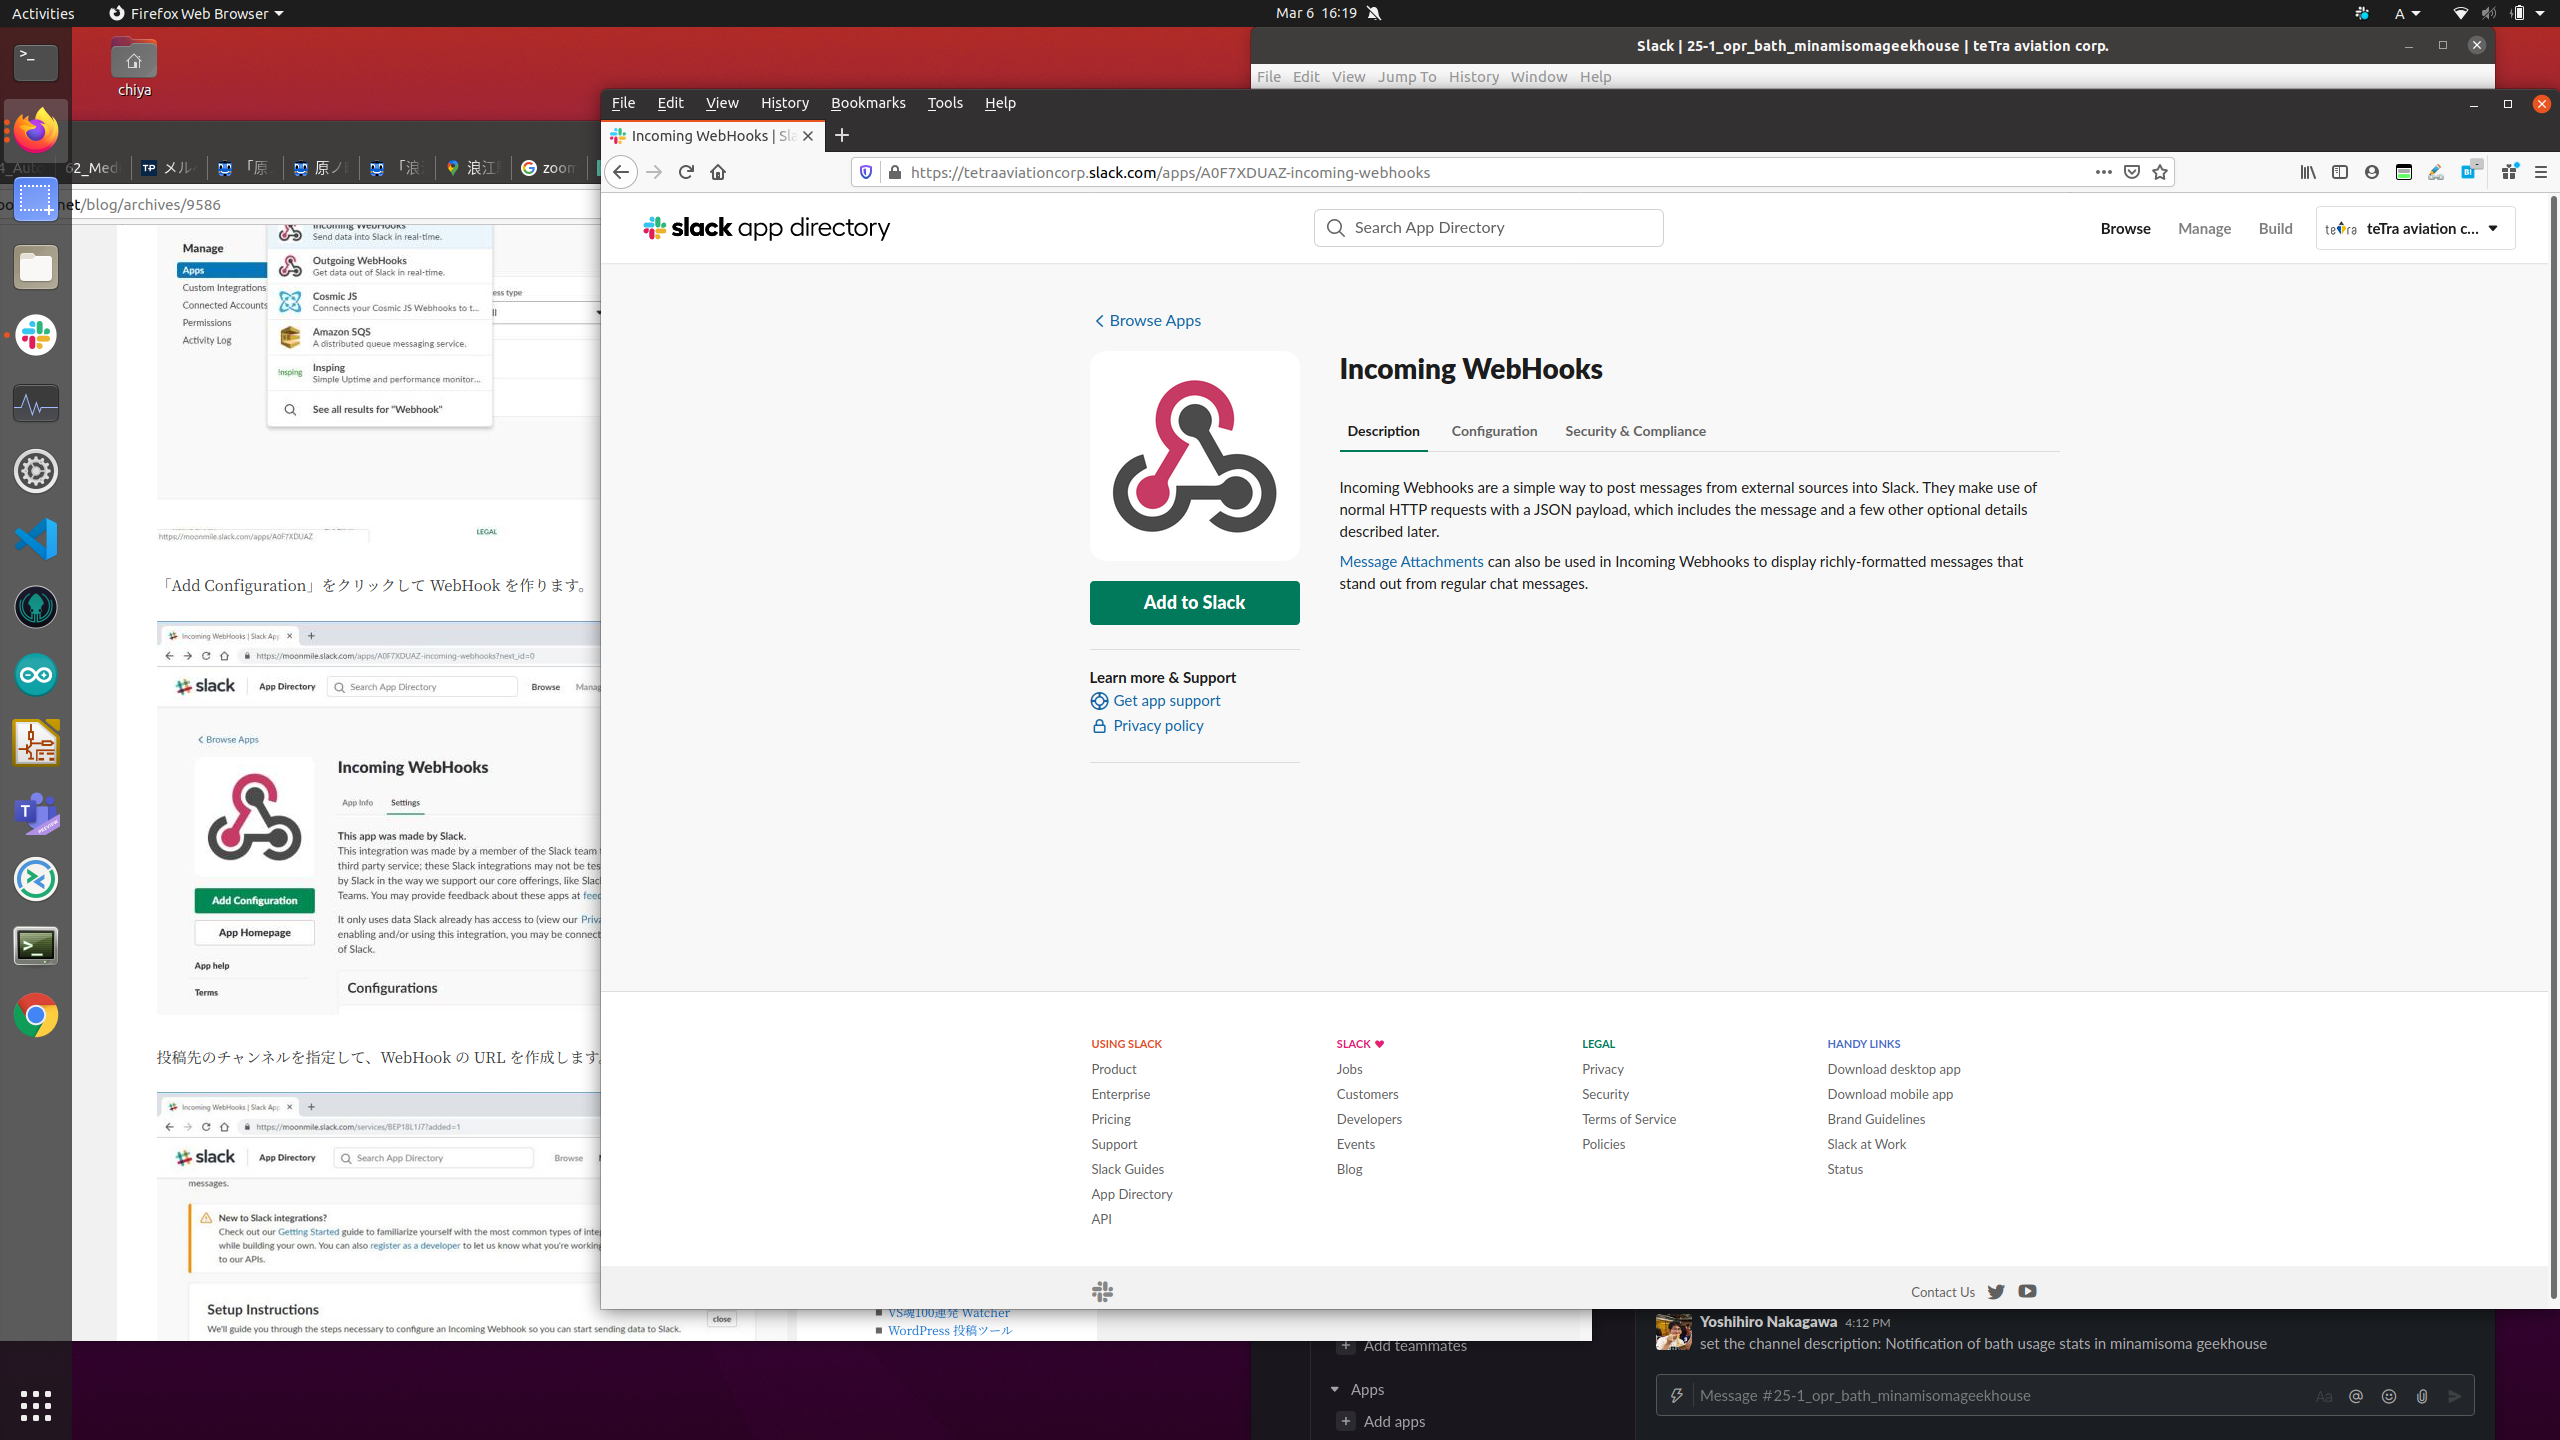 Activities
Firefox Web Browser
Mar 6 16:19
A
chiya
Slack | 25-1_opr_bath_minamisomageekhouse | teTra aviation corp.
File Edit View Jump To History Window Help
File Edit View History Bookmarks Tools Help
Incoming WebHooks | Sla
https://tetraaviationcorp.slack.com/apps/A0F7XDUAZ-incoming-webhooks
slack app directory
Search App Directory
Browse
Manage
Build
teTra
teTra aviation c...
Browse Apps
Incoming WebHooks
Description
Configuration
Security & Compliance
Incoming Webhooks are a simple way to post messages from external sources into Slack. They make use of
normal HTTP requests with a JSON payload, which includes the message and a few other optional details
described later.
Message Attachments can also be used in Incoming Webhooks to display richly-formatted messages that
stand out from regular chat messages.
Add to Slack
Learn more & Support
Get app support
Privacy policy
USING SLACK
Product
Enterprise
Pricing
Support
Slack Guides
App Directory
API
SLACK
Jobs
Customers
Developers
Events
Blog
LEGAL
Privacy
Security
Terms of Service
Policies
HANDY LINKS
Download desktop app
Download mobile app
Brand Guidelines
Slack at Work
Status
Contact Us
62_Med
TP メル
「原
原ノ
「浪
浪江
zoom
net/blog/archives/9586
Manage
Apps
Custom Integrations
Connected Accounts
Permissions
Activity Log
Incoming WebHooks
Send data into Slack in real-time.
Outgoing WebHooks
Get data out of Slack in real-time.
Cosmic JS
Connects your Cosmic JS Webhooks to t...
Amazon SQS
A distributed queue messaging service.
Insping
Simple Uptime and performance monitor...
See all results for "Webhook"
ess type
https://moonmile.slack.com/apps/A0F7XDUAZ
LEGAL
「Add Configuration」をクリックして WebHook を作ります。
Incoming WebHooks | Slack App
https://moonmile.slack.com/apps/A0F7XDUAZ-incoming-webhooks?next_id=0
slack
App Directory
Search App Directory
Browse
Manag
Browse Apps
Incoming WebHooks
App Info
Settings
This app was made by Slack.
This integration was made by a member of the Slack team
third party service; these Slack integrations may not be tes
by Slack in the way we support our core offerings, like Slac
Teams. You may provide feedback about these apps at feed
Add Configuration
App Homepage
It only uses data Slack already has access to (view our Priva
enabling and/or using this integration, you may be connect
of Slack.
App help
Terms
Configurations
投稿先のチャンネルを指定して、WebHook の URL を作成します。
Incoming WebHooks | Slack App
https://moonmile.slack.com/services/BEP18L1J7?added=1
slack
App Directory
Search App Directory
Browse
messages.
New to Slack integrations?
Check out our Getting Started guide to familiarize yourself with the most common types of inte
while building your own. You can also register as a developer to let us know what you're working
to our APIs.
Setup Instructions
close
We'll guide you through the steps necessary to configure an Incoming Webhook so you can start sending data to Slack.
VS魂100連発 Watcher
WordPress 投稿ツール
Add teammates
Apps
Add apps
Yoshihiro Nakagawa 4:12 PM
set the channel description: Notification of bath usage stats in minamisoma geekhouse
Message #25-1_opr_bath_minamisomageekhouse
Aa